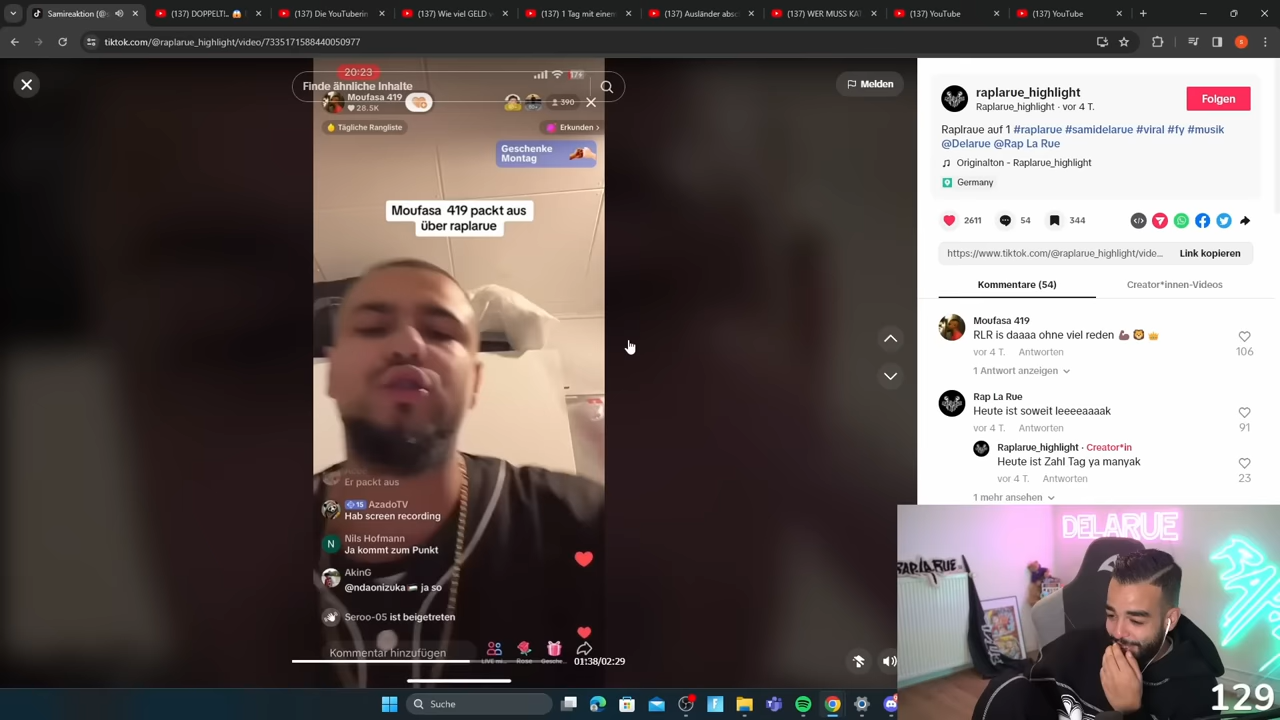 Samireaktion (@s
(137) DOPPELT!...
(137) Die YouTuberin
(137) Wie viel GELD
(137) 1 Tag mit einem
(137) Ausländer absc
(137) WER MUSS KA
(137) YouTube
(137) YouTube
tiktok.com/@raplarue_highlight/video/7335171588440050977
20:23
17+
Finde ähnliche Inhalte
Melden
Moufasa 419
28.5K
390
Tägliche Rangliste
Erkunden >
Geschenke
Montag
Moufasa 419 packt aus
über raplarue
Er packt aus
15 AzadoTV
Hab screen recording
N
Nils Hofmann
Ja kommt zum Punkt
AkinG
@ndaonizuka ja so
Seroo-05 ist beigetreten
Kommentar hinzufügen
Rose
01:38/02:29
raplarue_highlight
Raplarue_highlight · vor 4 T.
Folgen
Raplraue auf 1 #raplarue #samidelarue #viral #fy #musik
@Delarue @Rap La Rue
Originalton - Raplarue_highlight
Germany
2611
54
344
https://www.tiktok.com/@raplarue_highlight/vide...
Link kopieren
Kommentare (54)
Creator*innen-Videos
Moufasa 419
RLR is daaaa ohne viel reden 💪🏾 🦁 👑
vor 4 T. Antworten
106
1 Antwort anzeigen
Rap La Rue
Heute ist soweit leeeeaaaak
vor 4 T. Antworten
91
Raplarue_highlight · Creator*in
Heute ist Zahl Tag ya manyak
vor 4 T. Antworten
23
1 mehr ansehen
DELARUE
RAPLARUE
129
Suche